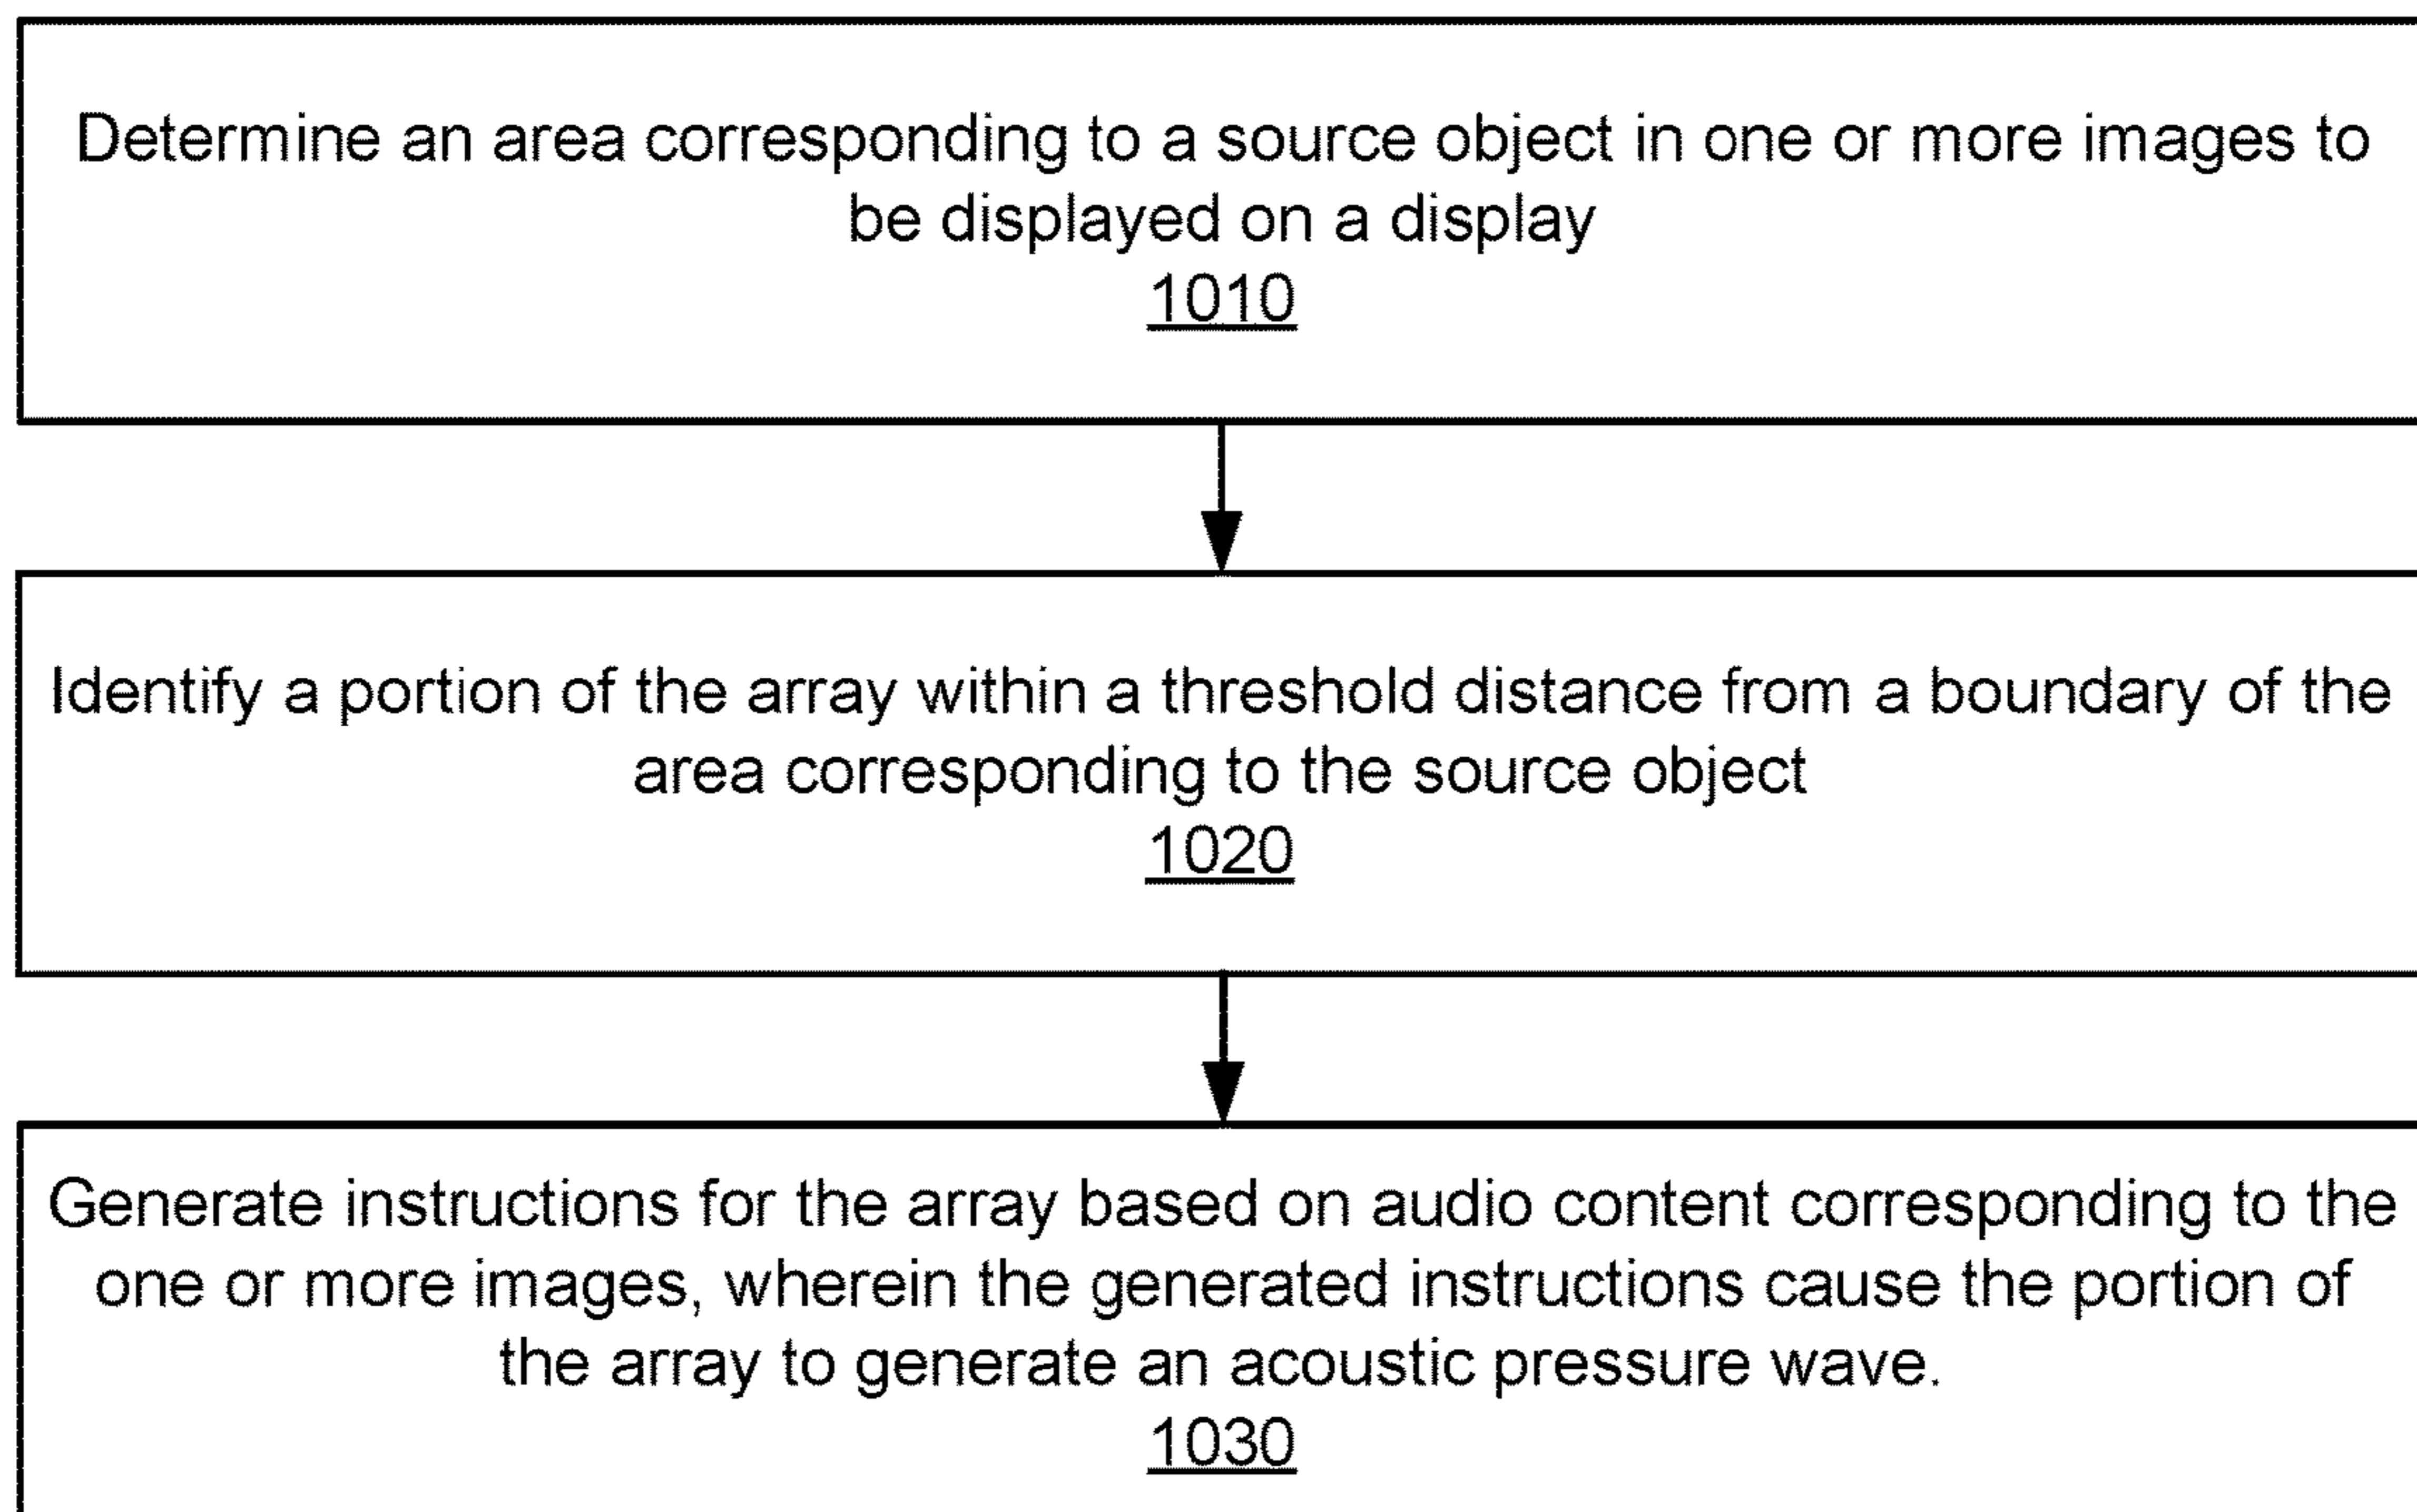 Determine an area corresponding to a source object in one or more images to
be displayed on a display
1010
Identify a portion of the array within a threshold distance from a boundary of the
area corresponding to the source object
1020
Generate instructions for the array based on audio content corresponding to the
one or more images, wherein the generated instructions cause the portion of
the array to generate an acoustic pressure wave.
1030